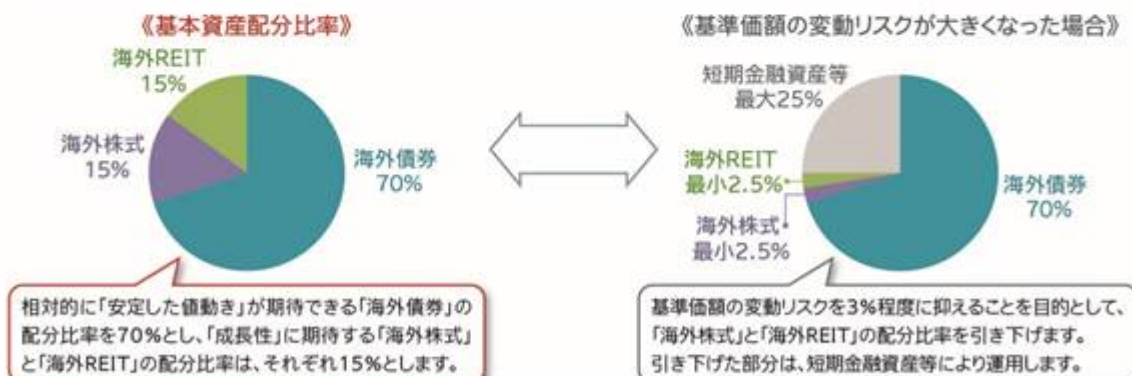 《基本資産配分比率》
海外REIT
15%
海外株式
15%
海外債券
70%
相対的に「安定した値動き」が期待できる「海外債券」の
配分比率を70%とし、「成長性」に期待する「海外株式」
と「海外REIT」の配分比率は、それぞれ15%とします。
《基準価額の変動リスクが大きくなった場合》
短期金融資産等
最大25%
海外REIT
最小2.5%
海外株式
最小2.5%
海外債券
70%
基準価額の変動リスクを3%程度に抑えることを目的として、
「海外株式」と「海外REIT」の配分比率を引き下げます。
引き下げた部分は、短期金融資産等により運用します。